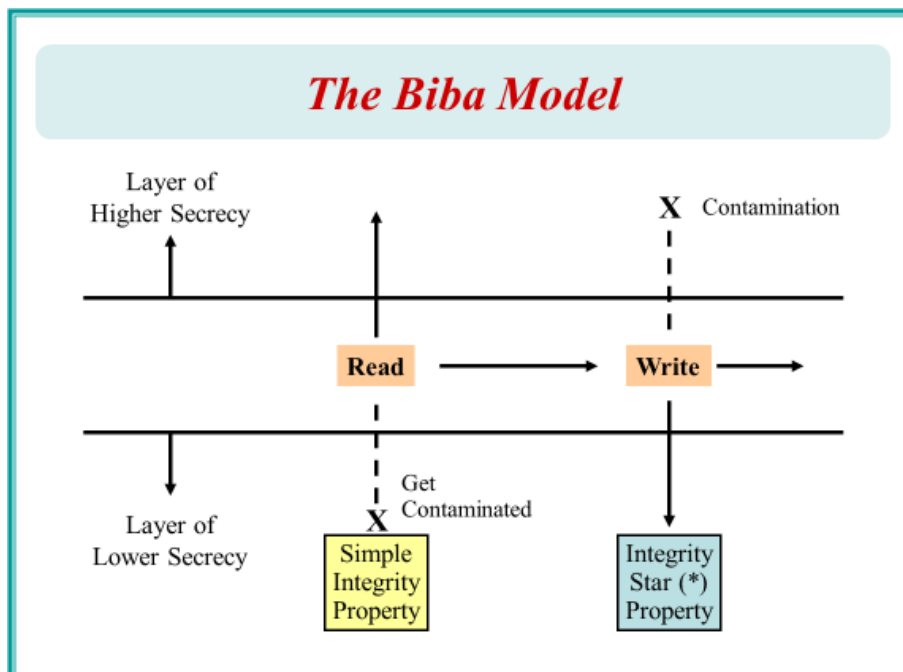 The Biba Model
Layer of
Higher Secrecy
X
Contamination
Read
Write
Get
Contaminated
X
Layer of
Lower Secrecy
Simple
Integrity
Property
Integrity
Star (*)
Property